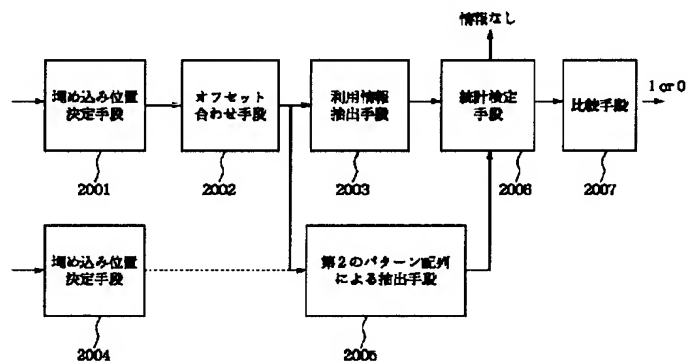 情報なし
埋め込み位置
決定手段
オフセット
合わせ手段
利用情報
抽出手段
統計検定
手段
比較手段
1 or 0
2001
2002
2003
2006
2007
埋め込み位置
決定手段
第2のパターン配列
による抽出手段
2004
2005